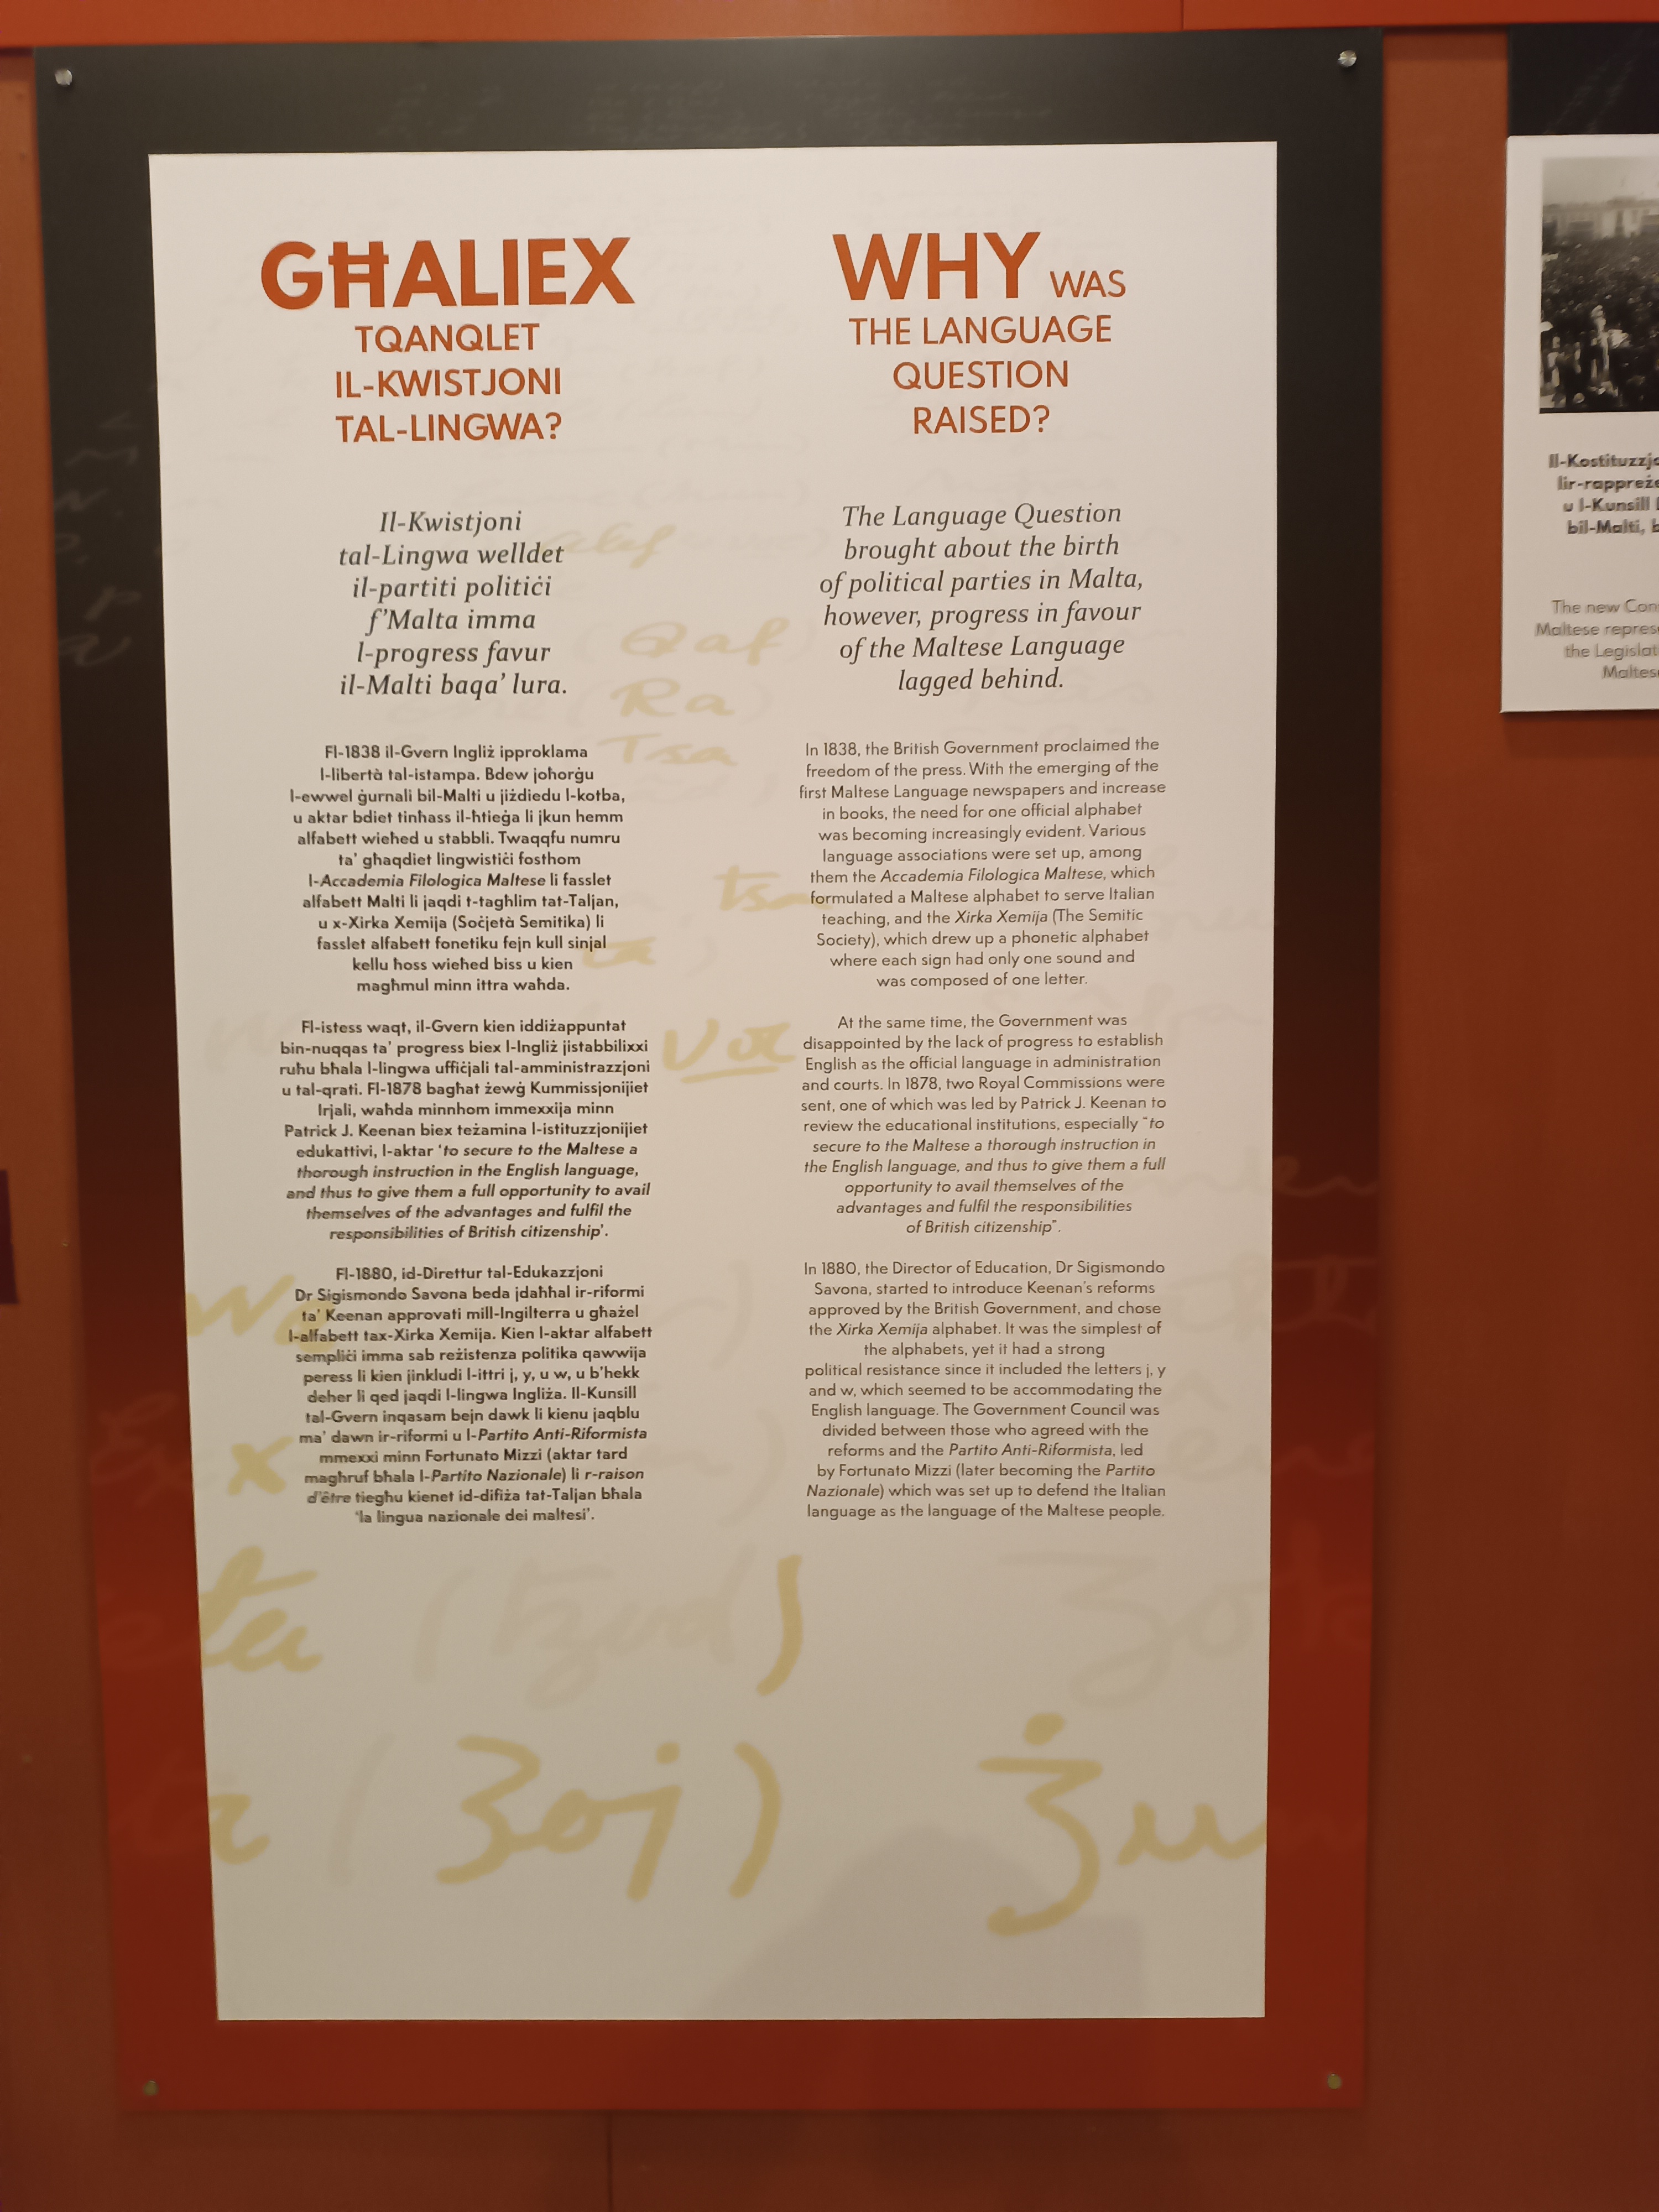 GĦALIEX
TQANQLET
IL-KWISTJONI
TAL-LINGWA?
Il-Kwistjoni
tal-Lingwa welldet
il-partiti politiċi
f’Malta imma
l-progress favur
il-Malti baqa’ lura.
Fl-1838 il-Gvern Ingliż ipproklama
l-libertà tal-istampa. Bdew joħorġu
l-ewwel ġurnali bil-Malti u jiżdiedu l-kotba,
u aktar bdiet tinħass il-ħtieġa li jkun hemm
alfabett wieħed u stabbli. Twaqqfu numru
ta’ għaqdiet lingwistiċi fosthom
l-Accademia Filologica Maltese li fasslet
alfabett Malti li jaqdi t-tagħlim tat-Taljan,
u x-Xirka Xemija (Soċjetà Semitika) li
fasslet alfabett fonetiku fejn kull sinjal
kellu ħoss wieħed biss u kien
magħmul minn ittra waħda.
Fl-istess waqt, il-Gvern kien iddiżappuntat
bin-nuqqas ta’ progress biex l-Ingliż jistabbilixxi
ruħu bħala l-lingwa uffiċjali tal-amministrazzjoni
u tal-qrati. Fl-1878 bagħat żewġ Kummissjonijiet
Irjali, waħda minnhom immexxija minn
Patrick J. Keenan biex teżamina l-istituzzjonijiet
edukattivi, l-aktar ‘to secure to the Maltese a
thorough instruction in the English language,
and thus to give them a full opportunity to avail
themselves of the advantages and fulfil the
responsibilities of British citizenship’.
Fl-1880, id-Direttur tal-Edukazzjoni
Dr Sigismondo Savona beda jdaħħal ir-riformi
ta’ Keenan approvati mill-Ingilterra u għażel
l-alfabett tax-Xirka Xemija. Kien l-aktar alfabett
sempliċi imma sab reżistenza politika qawwija
peress li kien jinkludi l-ittri j, y, u w, u b’hekk
deher li qed jaqdi l-lingwa Ingliża. Il-Kunsill
tal-Gvern inqasam bejn dawk li kienu jaqblu
ma’ dawn ir-riformi u l-Partito Anti-Riformista
mmexxi minn Fortunato Mizzi (aktar tard
magħruf bħala l-Partito Nazionale) li r-raison
d’être tiegħu kienet id-difiża tat-Taljan bħala
‘la lingua nazionale dei maltesi’.
WHY WAS
THE LANGUAGE
QUESTION
RAISED?
The Language Question
brought about the birth
of political parties in Malta,
however, progress in favour
of the Maltese Language
lagged behind.
In 1838, the British Government proclaimed the
freedom of the press. With the emerging of the
first Maltese Language newspapers and increase
in books, the need for one official alphabet
was becoming increasingly evident. Various
language associations were set up, among
them the Accademia Filologica Maltese, which
formulated a Maltese alphabet to serve Italian
teaching, and the Xirka Xemija (The Semitic
Society), which drew up a phonetic alphabet
where each sign had only one sound and
was composed of one letter.
At the same time, the Government was
disappointed by the lack of progress to establish
English as the official language in administration
and courts. In 1878, two Royal Commissions were
sent, one of which was led by Patrick J. Keenan to
review the educational institutions, especially “to
secure to the Maltese a thorough instruction in
the English language, and thus to give them a full
opportunity to avail themselves of the
advantages and fulfil the responsibilities
of British citizenship”.
In 1880, the Director of Education, Dr Sigismondo
Savona, started to introduce Keenan’s reforms
approved by the British Government, and chose
the Xirka Xemija alphabet. It was the simplest of
the alphabets, yet it had a strong
political resistance since it included the letters j, y
and w, which seemed to be accommodating the
English language. The Government Council was
divided between those who agreed with the
reforms and the Partito Anti-Riformista, led
by Fortunato Mizzi (later becoming the Partito
Nazionale) which was set up to defend the Italian
language as the language of the Maltese people.
alef
(Qaf
(Ra)
Tsa
tsa
voc
x
(Zoj)
Il-Kostituzzjo
lir-rappreże
u l-Kunsill
bil-Malti, b
The new Con
Maltese repres
the Legislat
Maltes